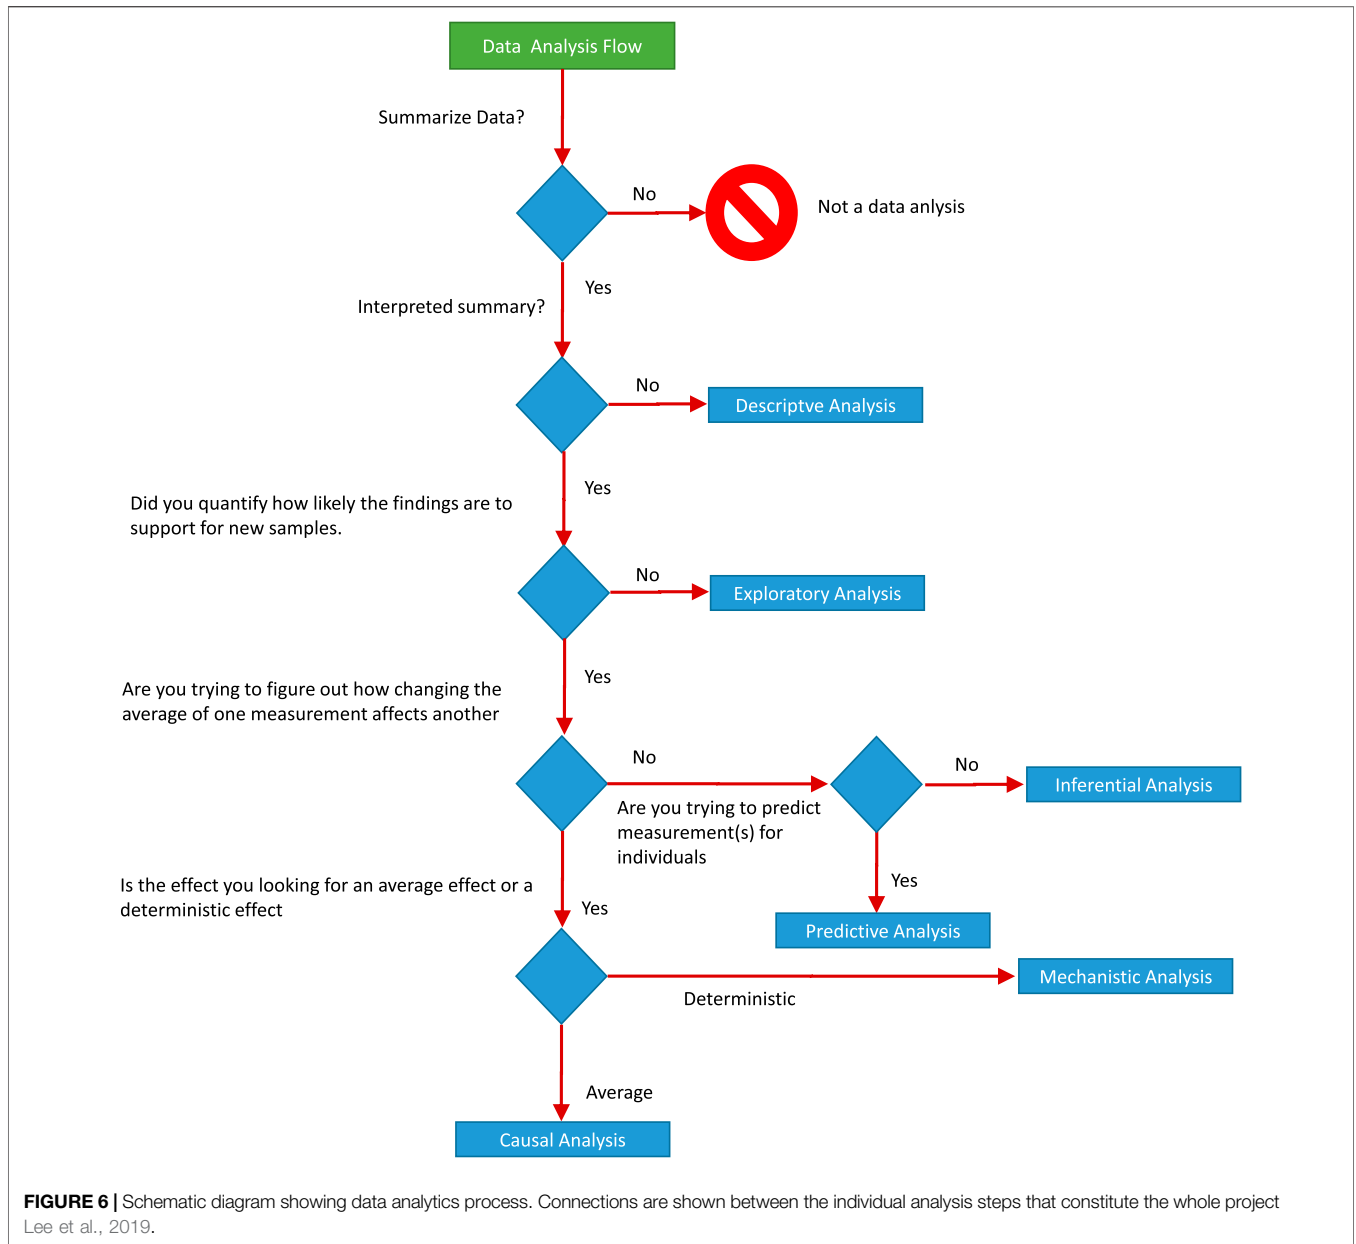 Data  Analysis Flow
Summarize Data?
No
Not a data anlysis
Yes
Interpreted summary?
No
Descriptve Analysis
Yes
Did you quantify how likely the findings are to
support for new samples.
No
Exploratory Analysis
Yes
Are you trying to figure out how changing the
average of one measurement affects another
No
Are you trying to predict
measurement(s) for
individuals
No
Inferential Analysis
Yes
Predictive Analysis
Is the effect you looking for an average effect or a
deterministic effect
Yes
Deterministic
Mechanistic Analysis
Average
Causal Analysis
FIGURE 6 | Schematic diagram showing data analytics process. Connections are shown between the individual analysis steps that constitute the whole project
Lee et al., 2019.